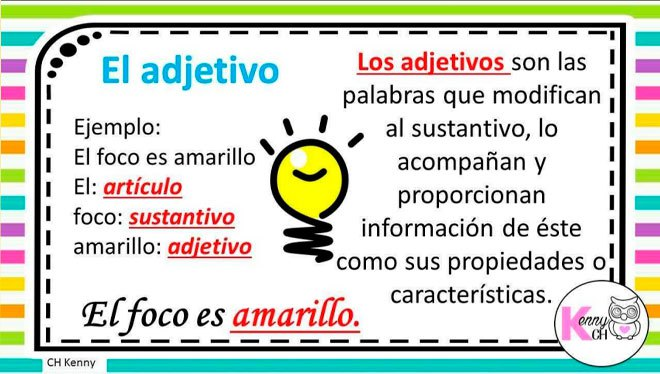 El adjetivo
Ejemplo:
El foco es amarillo
El: artículo
foco: sustantivo
amarillo: adjetivo
Los adjetivos son las
palabras que modifican
al sustantivo, lo
acompañan y
proporcionan
información de éste
como sus propiedades o
características.
El foco es amarillo.
Kenny
CH
CH Kenny